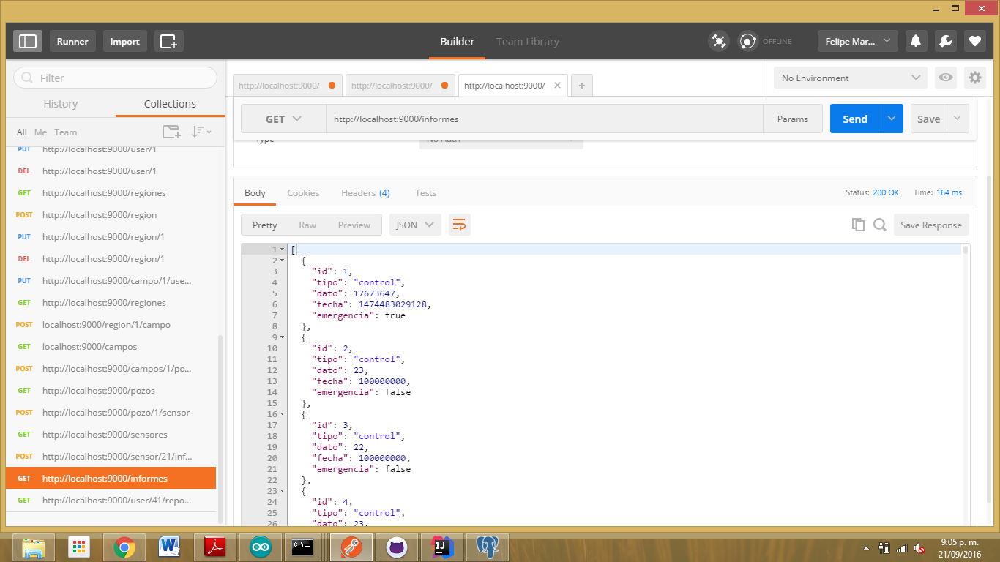 Runner
Import
Builder
Team Library
OFFLINE
Felipe Mar...
Filter
History
Collections
All
Me
Team
PUT http://localhost:9000/user/1
DEL http://localhost:9000/user/1
GET http://localhost:9000/regiones
POST http://localhost:9000/region
PUT http://localhost:9000/region/1
DEL http://localhost:9000/region/1
PUT http://localhost:9000/campo/1/use...
GET http://localhost:9000/regiones
POST localhost:9000/region/1/campo
GET localhost:9000/campos
POST http://localhost:9000/campos/1/po...
GET http://localhost:9000/pozos
POST http://localhost:9000/pozo/1/sensor
GET http://localhost:9000/sensores
POST http://localhost:9000/sensor/21/inf...
GET http://localhost:9000/informes
GET http://localhost:9000/user/41/repo...
http://localhost:9000/
http://localhost:9000/
http://localhost:9000/
No Environment
GET
http://localhost:9000/informes
Params
Send
Save
Type
No Auth
Body
Cookies
Headers (4)
Tests
Status: 200 OK
Time: 164 ms
Pretty
Raw
Preview
JSON
Save Response
1 [
2 {
3 "id": 1,
4 "tipo": "control",
5 "dato": 17673647,
6 "fecha": 1474483029128,
7 "emergencia": true
8 },
9 {
10 "id": 2,
11 "tipo": "control",
12 "dato": 23,
13 "fecha": 100000000,
14 "emergencia": false
15 },
16 {
17 "id": 3,
18 "tipo": "control",
19 "dato": 22,
20 "fecha": 100000000,
21 "emergencia": false
22 },
23 {
24 "id": 4,
25 "tipo": "control",
26 "dato": 23,
9:05 p. m.
21/09/2016